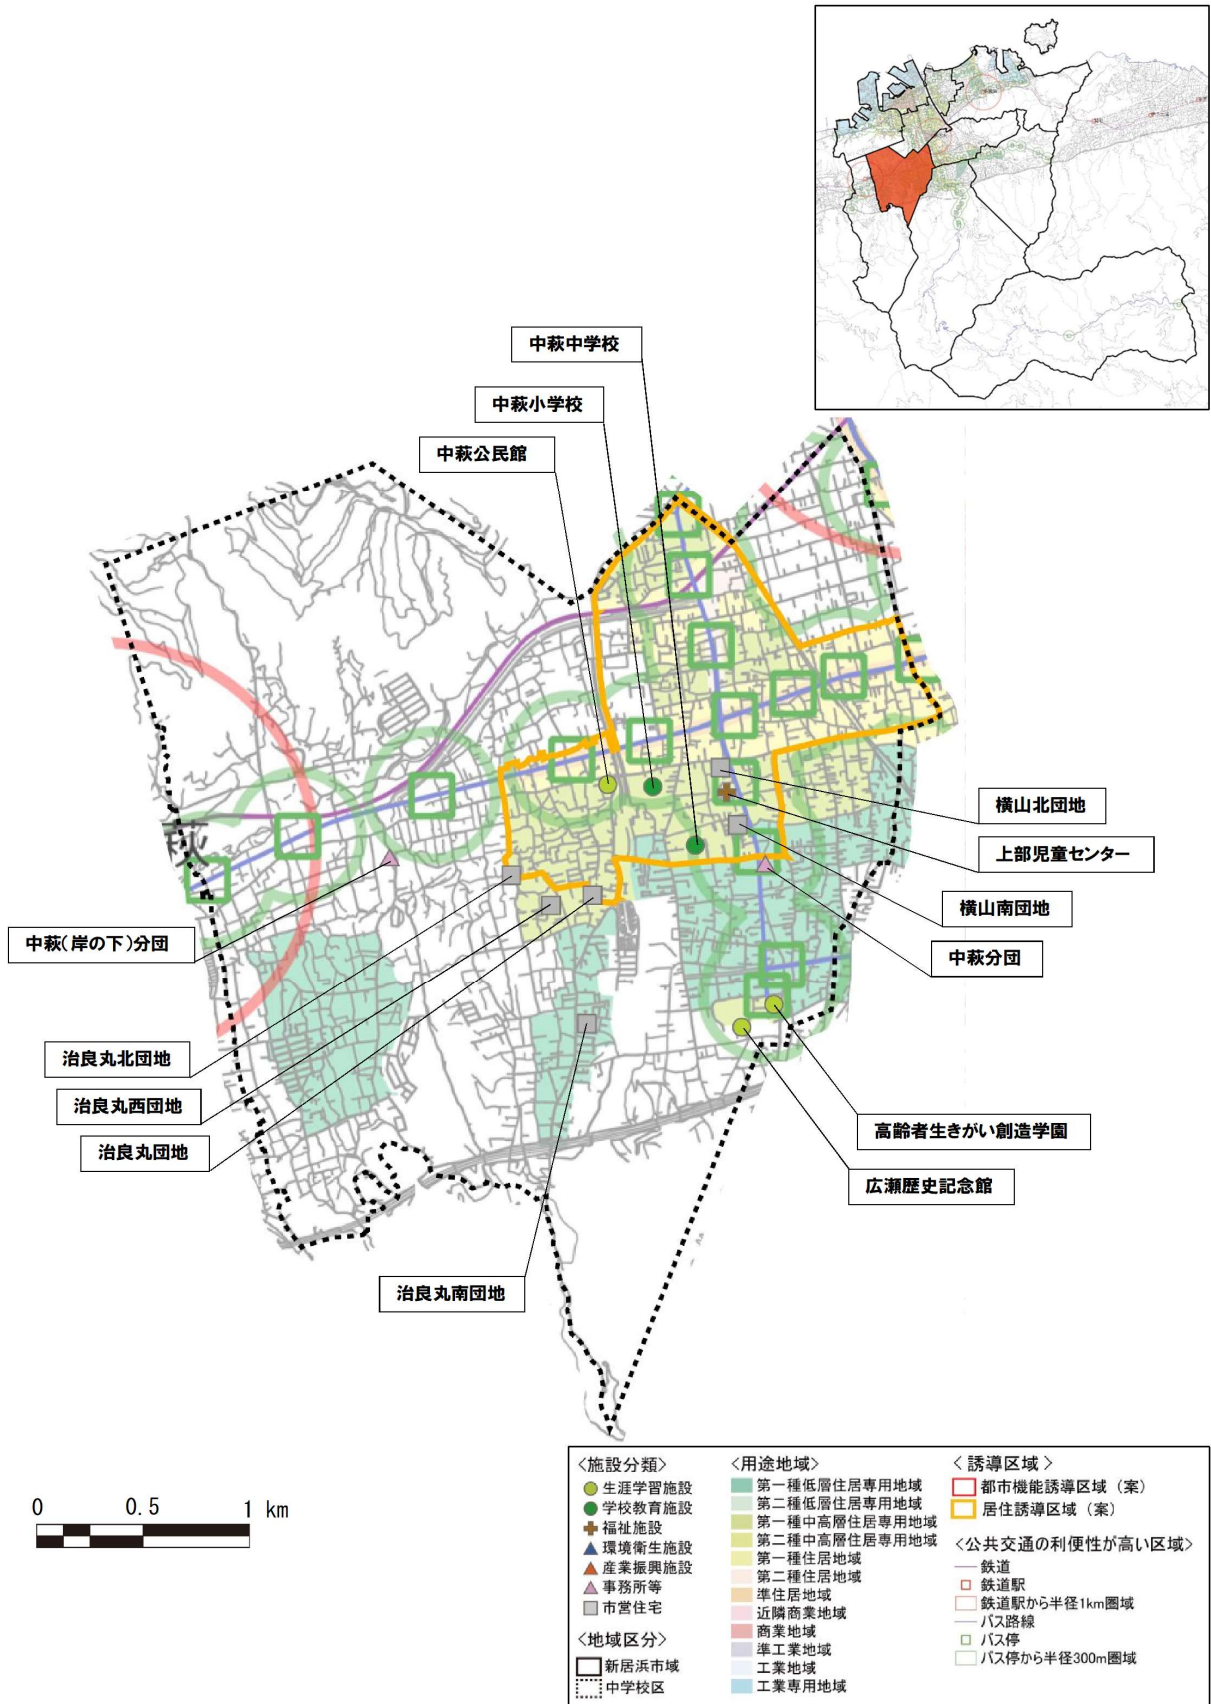 中萩中学校
中萩小学校
中萩公民館
萩
横山北団地
上部児童センター
横山南団地
中萩分団
中萩(岸の下)分団
治良丸北団地
治良丸西団地
治良丸団地
高齢者生きがい創造学園
広瀬歴史記念館
治良丸南団地
0 0.5 1 km
<施設分類>
生涯学習施設
学校教育施設
福祉施設
環境衛生施設
産業振興施設
事務所等
市営住宅
<地域区分>
新居浜市域
中学校区
<用途地域>
第一種低層住居専用地域
第二種低層住居専用地域
第一種中高層住居専用地域
第二種中高層住居専用地域
第一種住居地域
第二種住居地域
準住居地域
近隣商業地域
商業地域
準工業地域
工業地域
工業専用地域
<誘導区域>
都市機能誘導区域（案）
居住誘導区域（案）
<公共交通の利便性が高い区域>
鉄道
鉄道駅
鉄道駅から半径1km圏域
バス路線
バス停
バス停から半径300m圏域